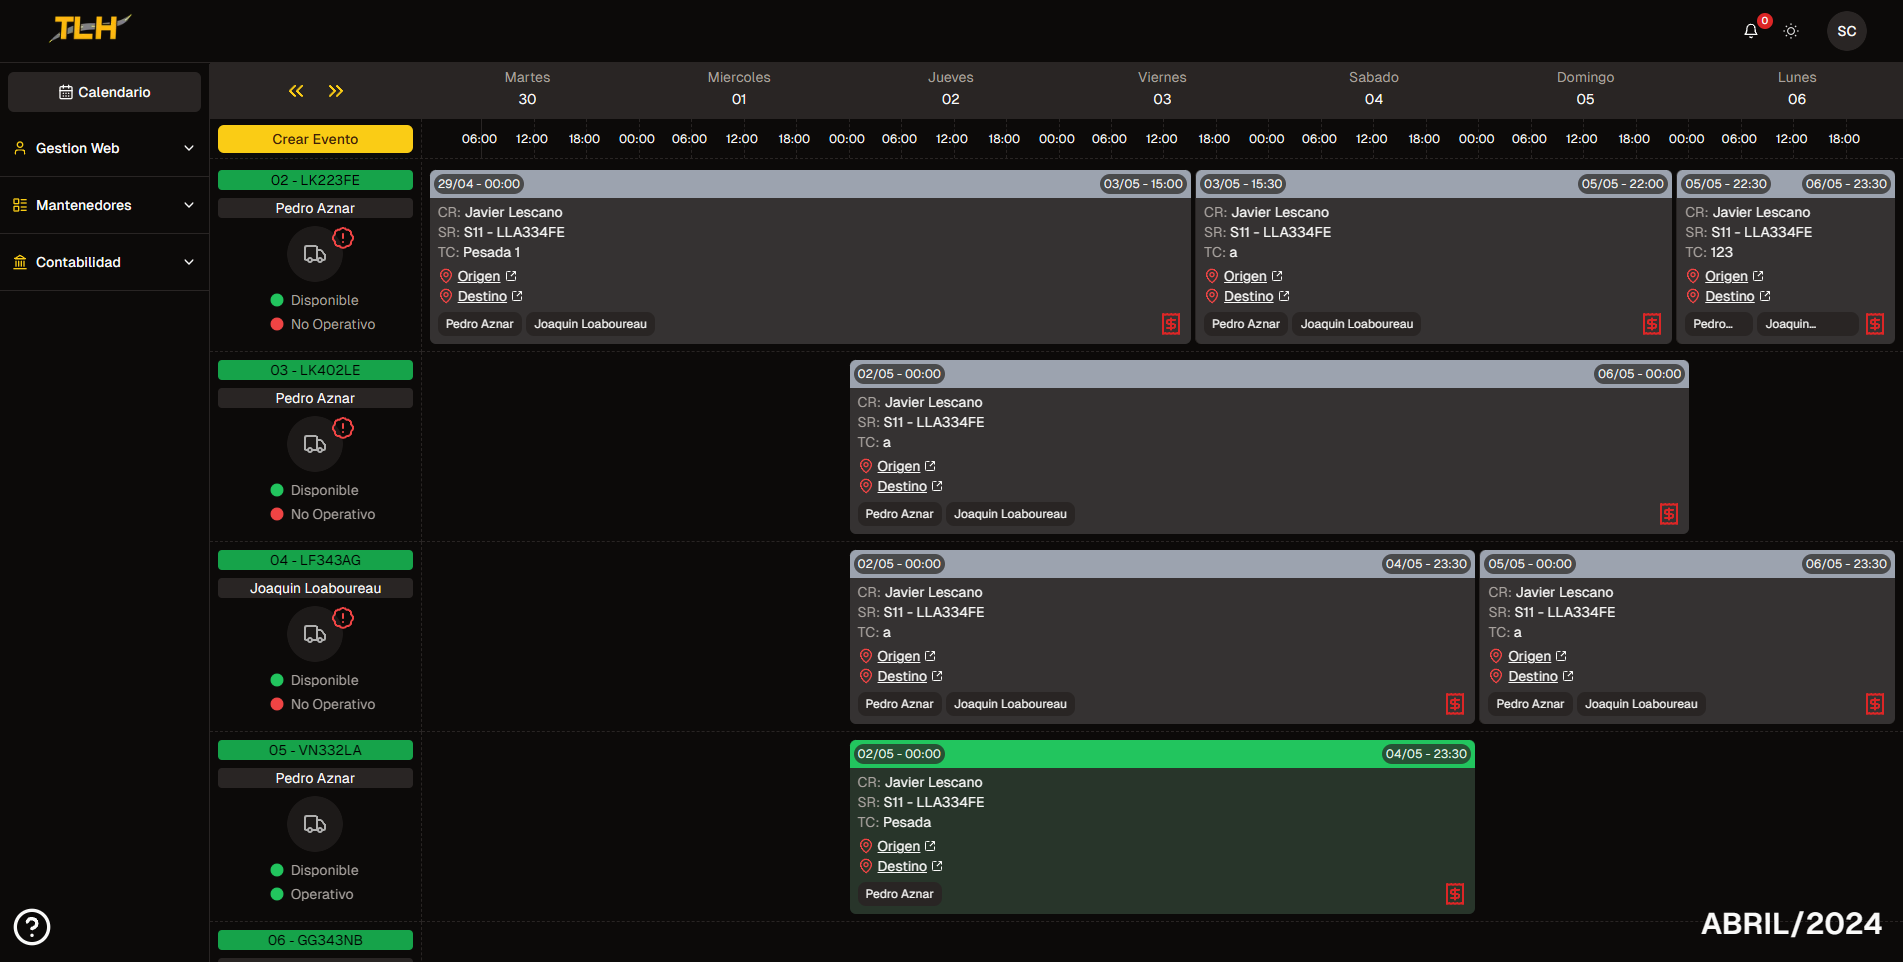 TLH
0
SC
Calendario
Gestion Web
Mantenedores
Contabilidad
Martes
30
Miercoles
01
Jueves
02
Viernes
03
Sabado
04
Domingo
05
Lunes
06
Crear Evento
06:00 12:00 18:00 00:00 06:00 12:00 18:00 00:00 06:00 12:00 18:00 00:00 06:00 12:00 18:00 00:00 06:00 12:00 18:00 00:00 06:00 12:00 18:00 00:00 06:00 12:00 18:00
02 - LK223FE
Pedro Aznar
Disponible
No Operativo
29/04 - 00:00 03/05 - 15:00
CR: Javier Lescano
SR: S11 - LLA334FE
TC: Pesada 1
Origen
Destino
Pedro Aznar Joaquin Loaboureau
03/05 - 15:30 05/05 - 22:00
CR: Javier Lescano
SR: S11 - LLA334FE
TC: a
Origen
Destino
Pedro Aznar Joaquin Loaboureau
05/05 - 22:30 06/05 - 23:30
CR: Javier Lescano
SR: S11 - LLA334FE
TC: 123
Origen
Destino
Pedro... Joaquin...
03 - LK402LE
Pedro Aznar
Disponible
No Operativo
02/05 - 00:00 06/05 - 00:00
CR: Javier Lescano
SR: S11 - LLA334FE
TC: a
Origen
Destino
Pedro Aznar Joaquin Loaboureau
04 - LF343AG
Joaquin Loaboureau
Disponible
No Operativo
02/05 - 00:00 04/05 - 23:30
CR: Javier Lescano
SR: S11 - LLA334FE
TC: a
Origen
Destino
Pedro Aznar Joaquin Loaboureau
05/05 - 00:00 06/05 - 23:30
CR: Javier Lescano
SR: S11 - LLA334FE
TC: a
Origen
Destino
Pedro Aznar Joaquin Loaboureau
05 - VN332LA
Pedro Aznar
Disponible
Operativo
02/05 - 00:00 04/05 - 23:30
CR: Javier Lescano
SR: S11 - LLA334FE
TC: Pesada
Origen
Destino
Pedro Aznar
06 - GG343NB
ABRIL/2024